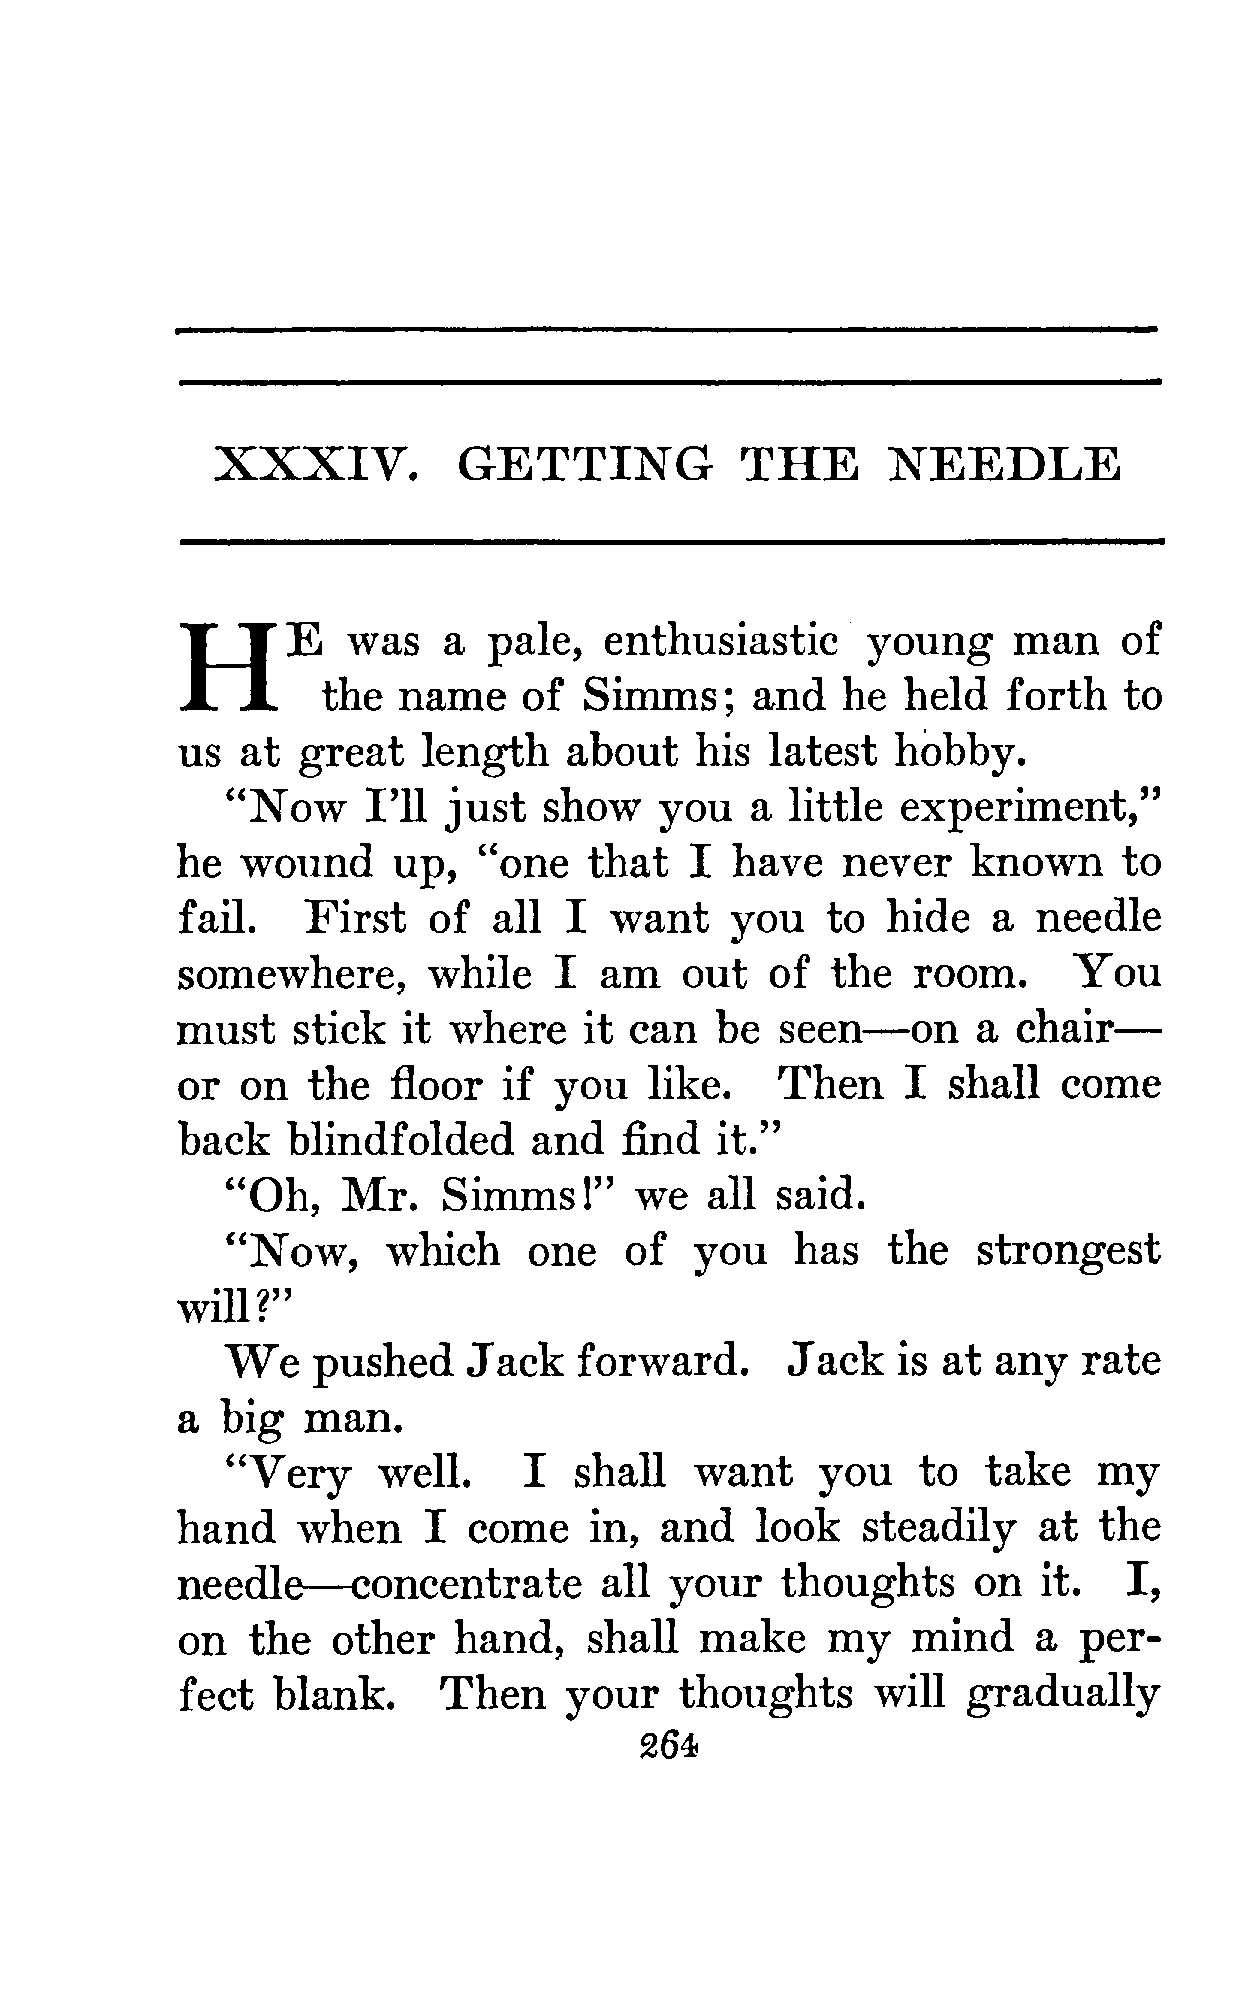 XXXIV. GETTING THE NEEDLE
HE was a pale, enthusiastic young man of
the name of Simms; and he held forth to
us at great length about his latest hobby.
“Now I’ll just show you a little experiment,”
he wound up, “one that I have never known to
fail. First of all I want you to hide a needle
somewhere, while I am out of the room. You
must stick it where it can be seen—on a chair—
or on the floor if you like. Then I shall come
back blindfolded and find it.”
“Oh, Mr. Simms!” we all said.
“Now, which one of you has the strongest
will?”
We pushed Jack forward. Jack is at any rate
a big man.
“Very well. I shall want you to take my
hand when I come in, and look steadily at the
needle—concentrate all your thoughts on it. I,
on the other hand, shall make my mind a per-
fect blank. Then your thoughts will gradually
264